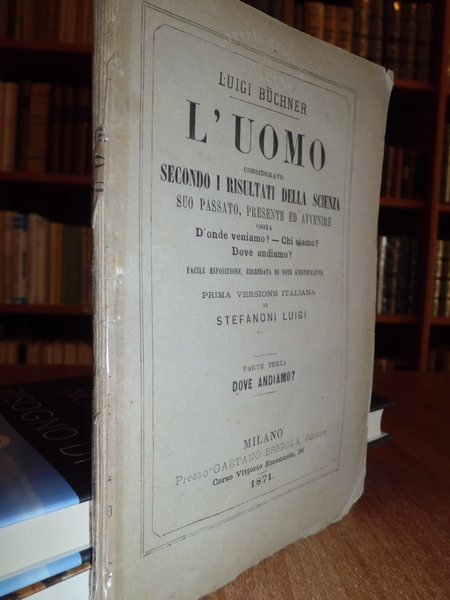 LUIGI BÜCHNER
L'UOMO
CONSIDERATO
SECONDO I RISULTATI DELLA SCIENZA
SUO PASSATO, PRESENTE ED AVVENIRE
OSSIA
D'onde veniamo? — Chi siamo?
Dove andiamo?
FACILE ESPOSIZIONE, CORREDATA DI NOTE GIUSTIFICATIVE
PRIMA VERSIONE ITALIANA
DI
STEFANONI LUIGI
PARTE TERZA
DOVE ANDIAMO?
MILANO
Presso GAETANO BRIGOLA, Editore
Corso Vittorio Emanuele, 26
1871.